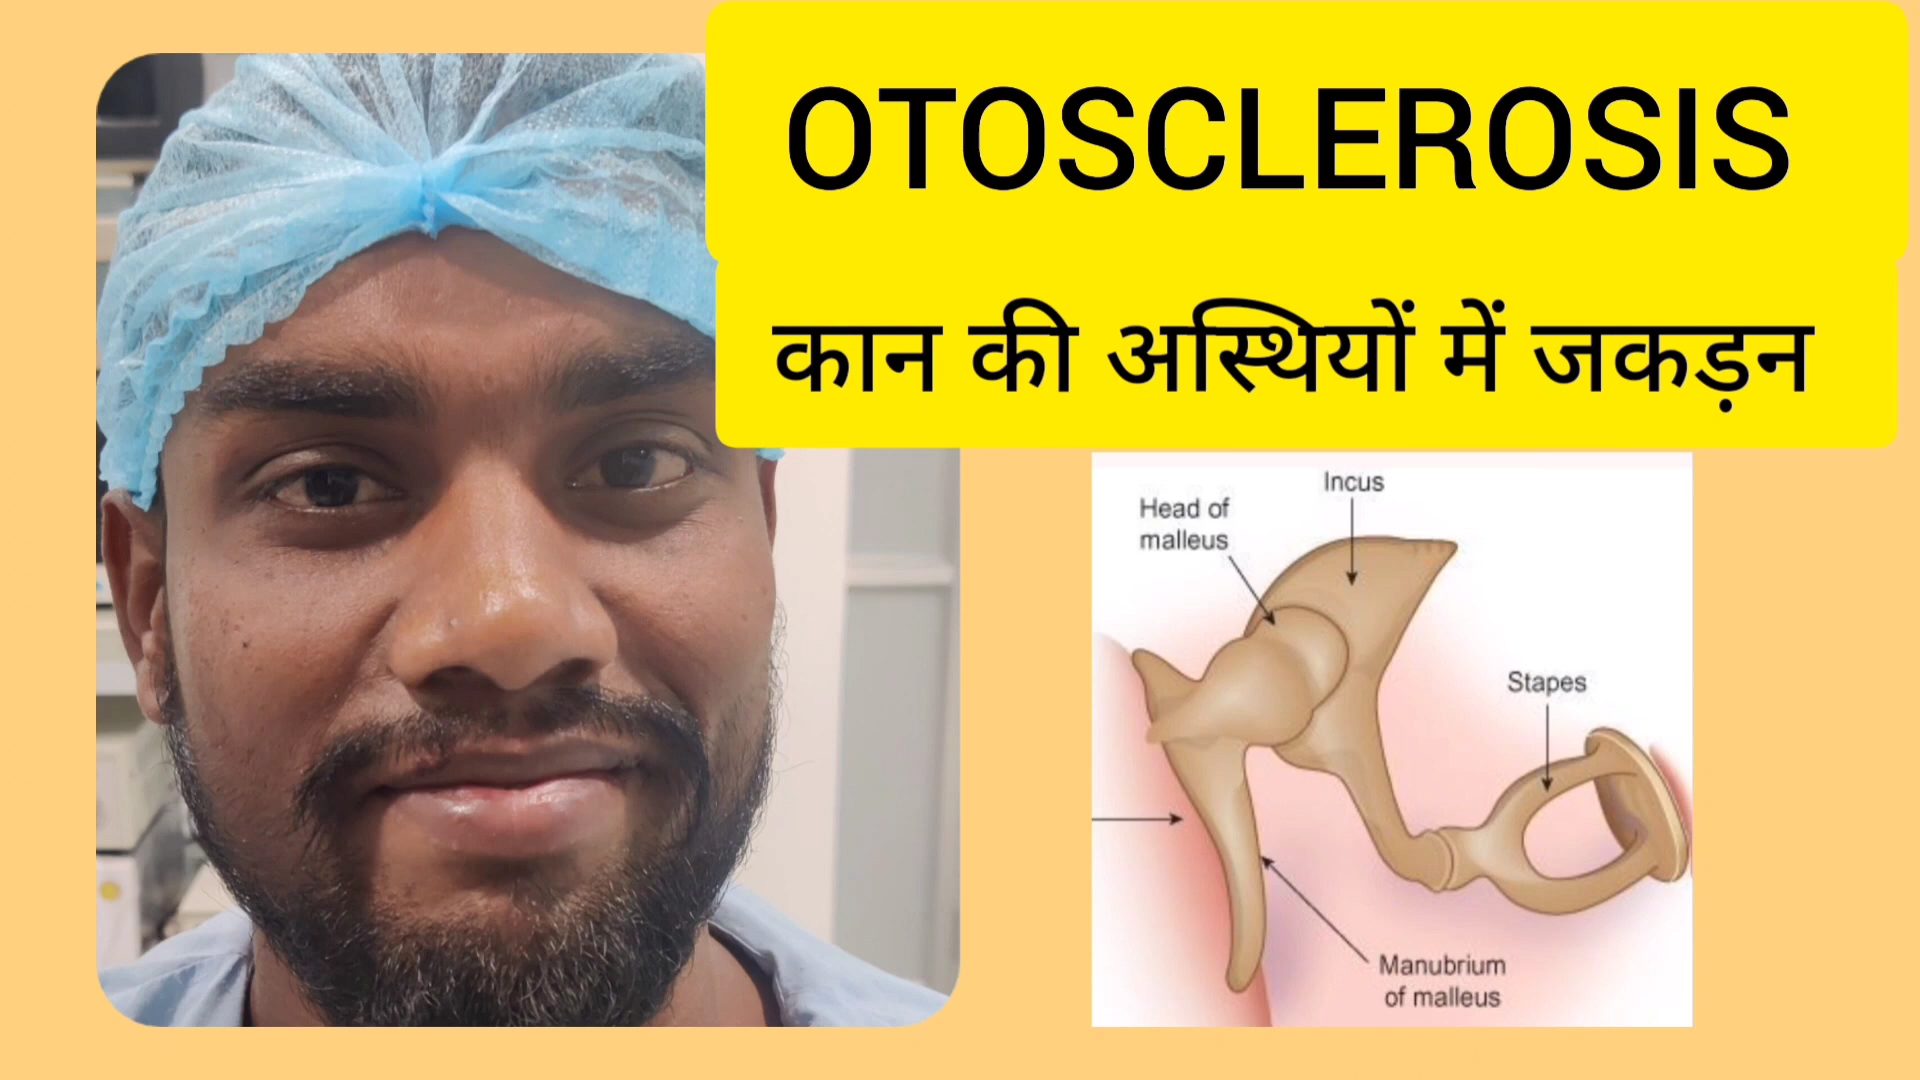 OTOSCLEROSIS
कान की अस्थियों में जकड़न
Incus
Head of
malleus
Stapes
Manubrium
of malleus